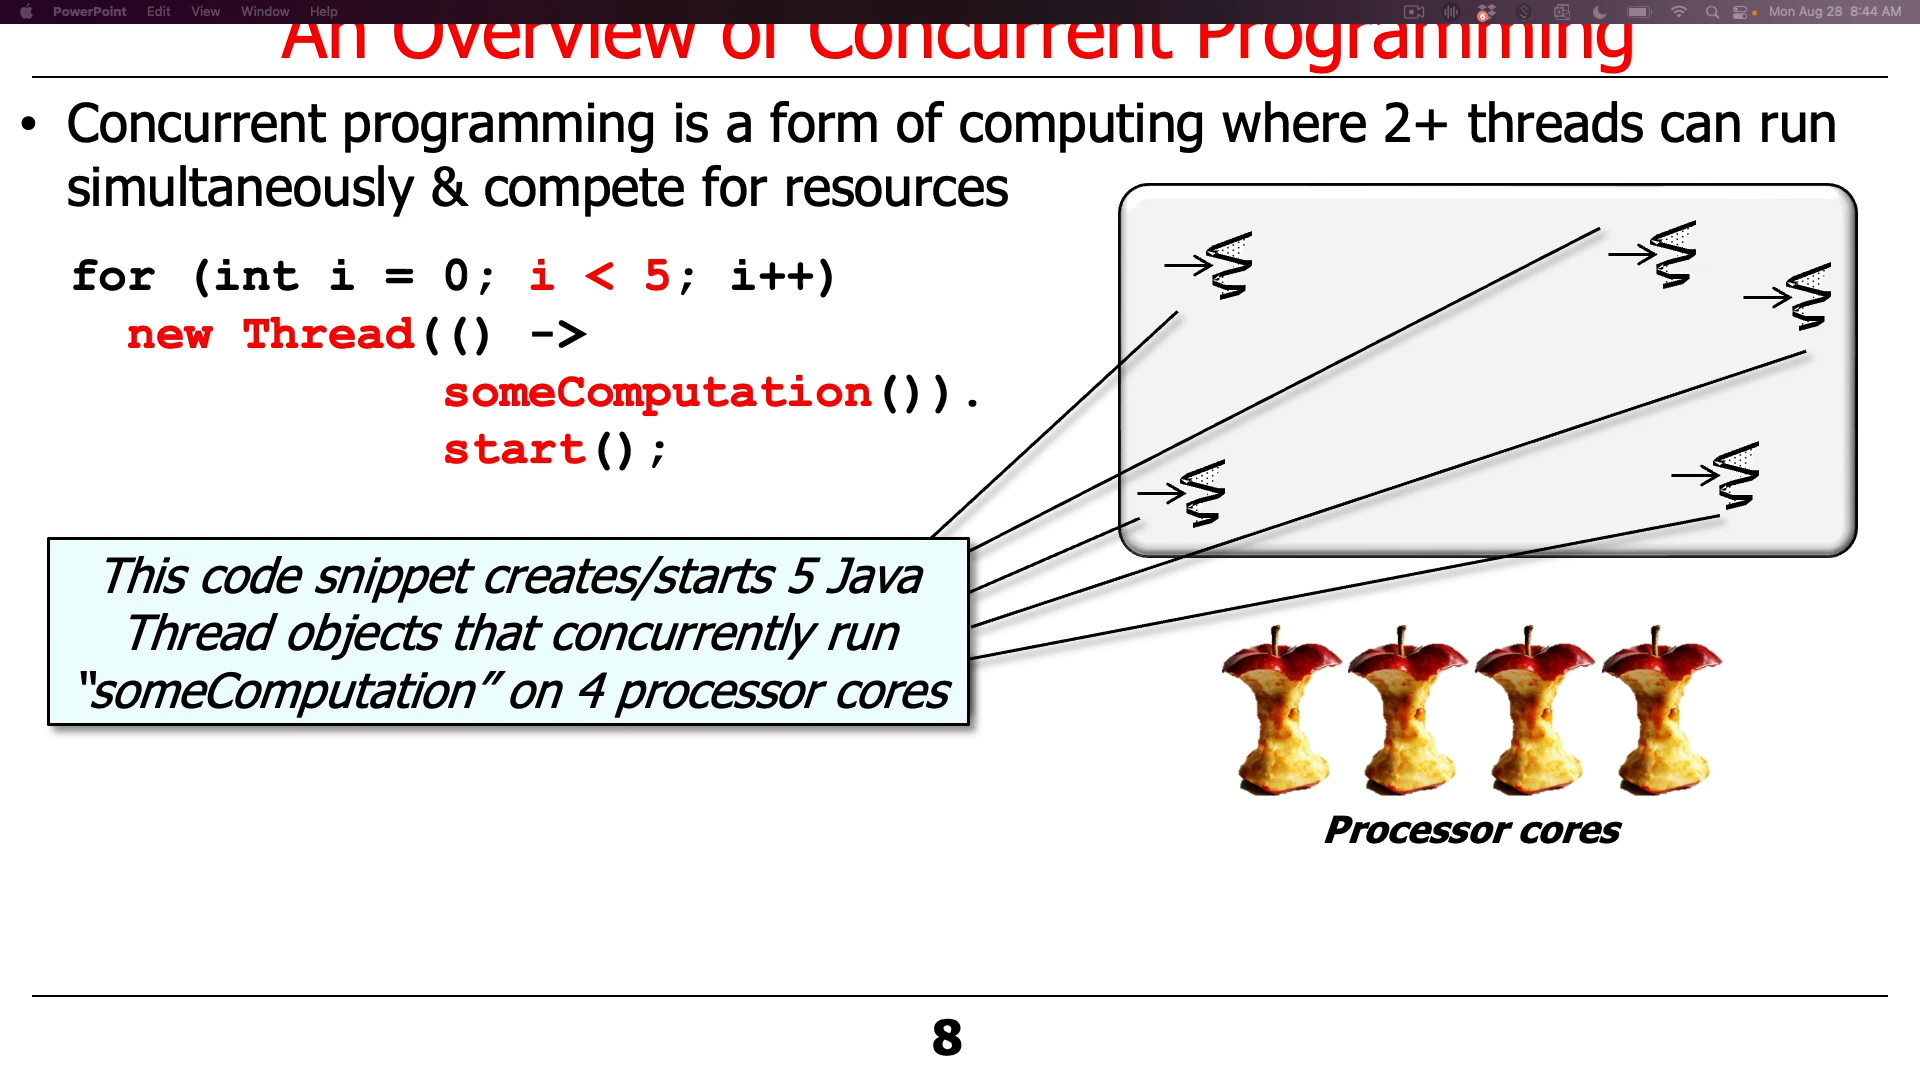 PowerPoint Edit View Window Help
Mon Aug 28 8:44 AM
An Overview of Concurrent Programming
• Concurrent programming is a form of computing where 2+ threads can run
simultaneously & compete for resources
for (int i = 0; i < 5; i++)
new Thread(() ->
someComputation()).
start();
This code snippet creates/starts 5 Java
Thread objects that concurrently run
“someComputation” on 4 processor cores
Processor cores
8